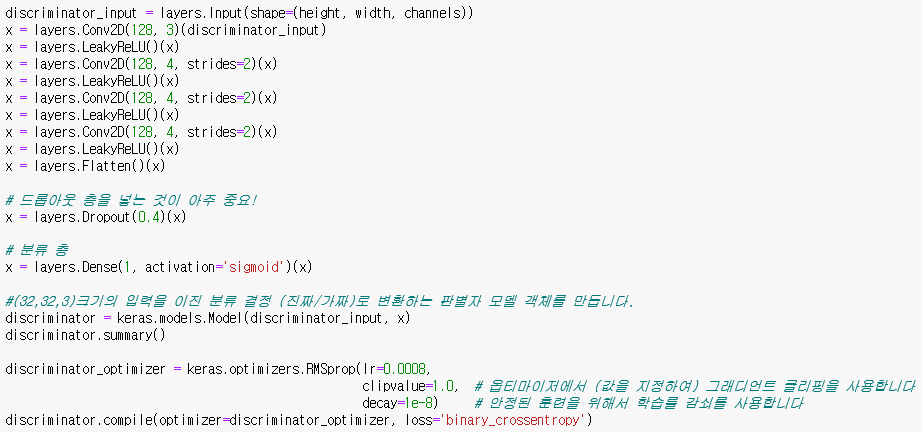 discriminator_input = layers.Input(shape=(height, width, channels))
x = layers.Conv2D(128, 3)(discriminator_input)
x = layers.LeakyReLU()(x)
x = layers.Conv2D(128, 4, strides=2)(x)
x = layers.LeakyReLU()(x)
x = layers.Conv2D(128, 4, strides=2)(x)
x = layers.LeakyReLU()(x)
x = layers.Conv2D(128, 4, strides=2)(x)
x = layers.LeakyReLU()(x)
x = layers.Flatten()(x)

# 드롭아웃 층을 넣는 것이 아주 중요!
x = layers.Dropout(0.4)(x)

# 분류 층
x = layers.Dense(1, activation='sigmoid')(x)

#(32,32,3)크기의 입력을 이진 분류 결정 (진짜/가짜)로 변환하는 판별자 모델 객체를 만듭니다.
discriminator = keras.models.Model(discriminator_input, x)
discriminator.summary()

discriminator_optimizer = keras.optimizers.RMSprop(lr=0.0008,
clipvalue=1.0,  # 옵티마이저에서 (값을 지정하여) 그래디언트 클리핑을 사용합니다
decay=1e-8)     # 안정된 훈련을 위해서 학습률 감쇠를 사용합니다
discriminator.compile(optimizer=discriminator_optimizer, loss='binary_crossentropy')